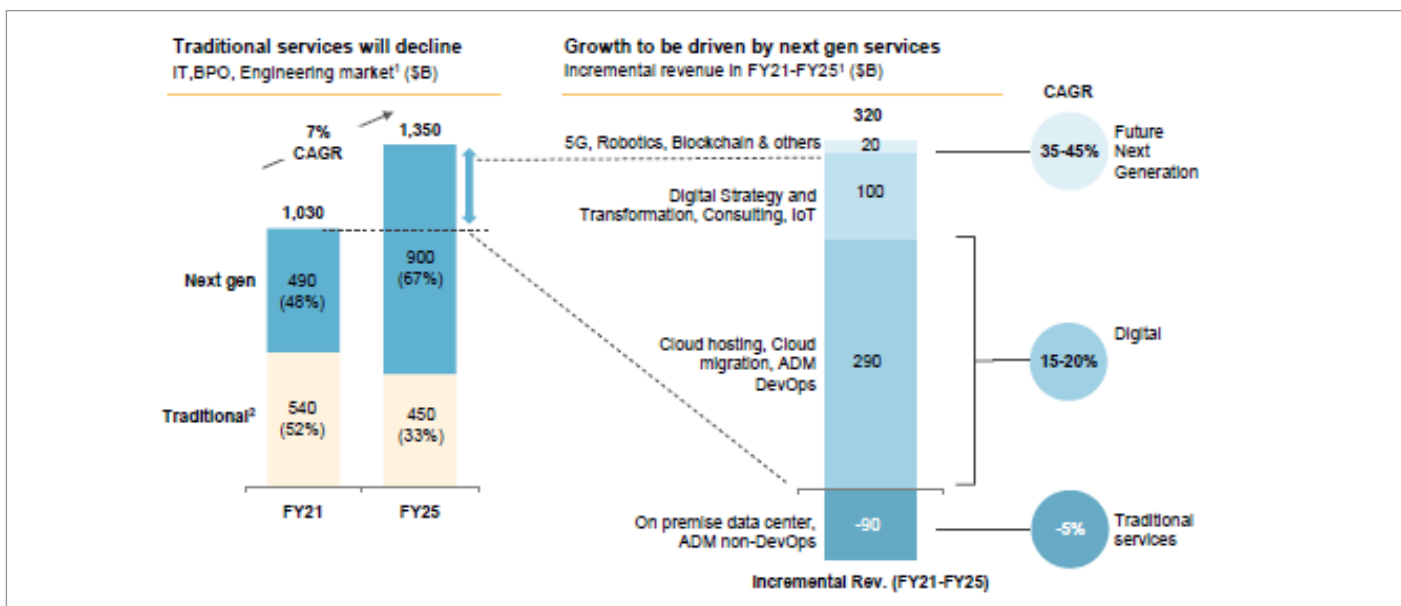 Traditional services will decline
IT,BPO, Engineering market¹ ($B)
7%
CAGR
1,350
1,030
Next gen
490
(48%)
900
(67%)
Traditional²
540
(52%)
450
(33%)
FY21
FY25
Growth to be driven by next gen services
Incremental revenue in FY21-FY25¹ ($B)
320
5G, Robotics, Blockchain & others
20
Digital Strategy and
Transformation, Consulting, IoT
100
Cloud hosting, Cloud
migration, ADM
DevOps
290
On premise data center,
ADM non-DevOps
-90
Incremental Rev. (FY21-FY25)
CAGR
35-45%
Future
Next
Generation
15-20%
Digital
-5%
Traditional
services